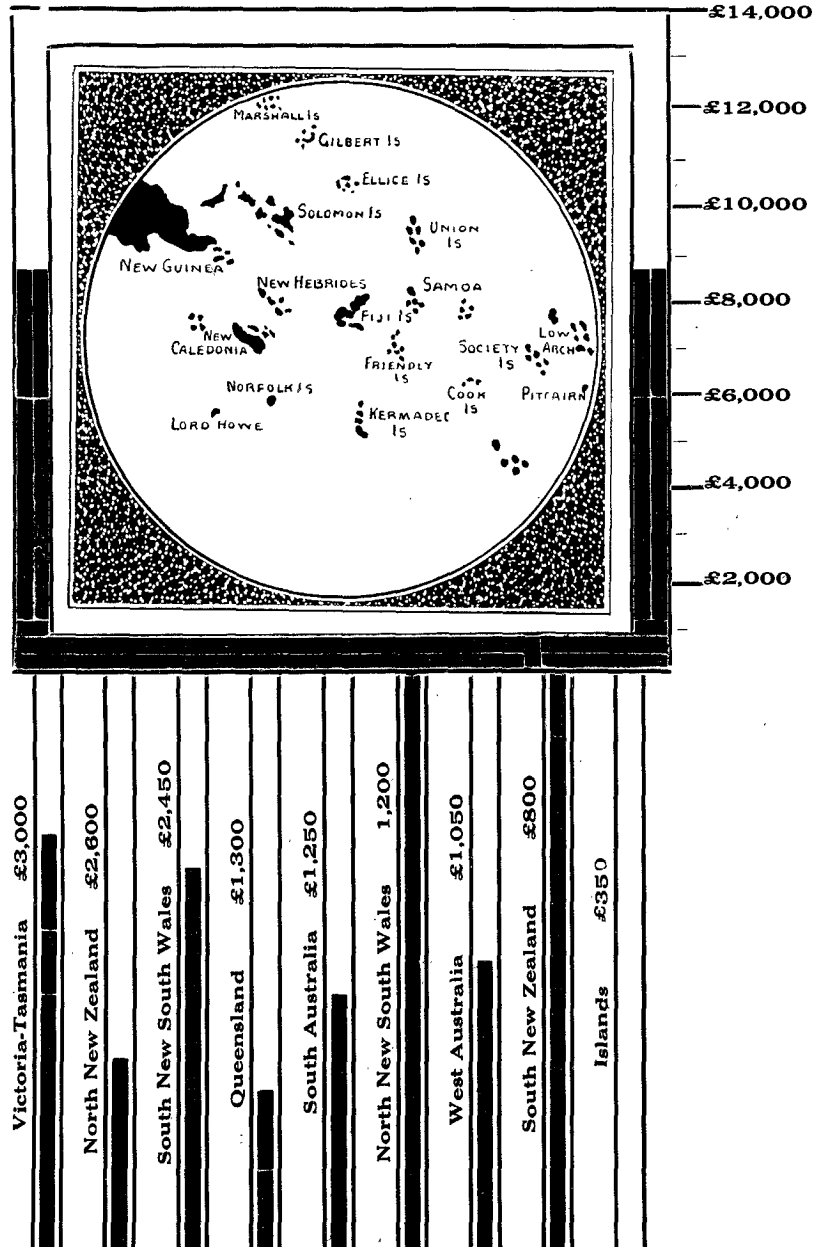 £14,000
£12,000
£10,000
£8,000
£6,000
£4,000
£2,000
MARSHALL IS
GILBERT IS
ELLICE IS
SOLOMON IS
UNION
IS
NEW GUINEA
NEW HEBRIDES
SAMOA
FIJI IS
NEW
CALEDONIA
FRIENDLY
IS
SOCIETY
IS
LOW
ARCH
NORFOLK IS
COOK
IS
PITCAIRN
LORD HOWE
KERMADEC
IS
Victoria-Tasmania £3,000
North New Zealand £2,600
South New South Wales £2,450
Queensland £1,300
South Australia £1,250
North New South Wales 1,200
West Australia £1,050
South New Zealand £800
Islands £350